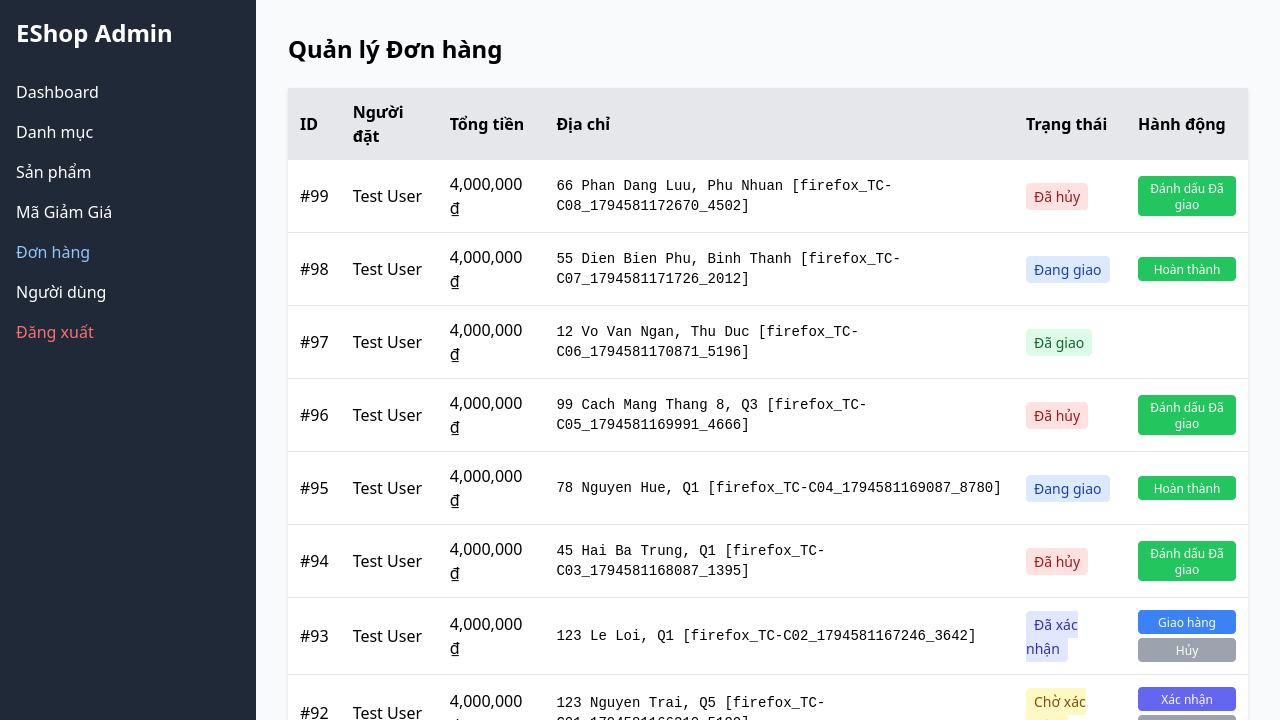 EShop Admin
Dashboard
Danh mục
Sản phẩm
Mã Giảm Giá
Đơn hàng
Người dùng
Đăng xuất
Quản lý Đơn hàng
ID
Người
đặt
Tổng tiền
Địa chỉ
Trạng thái
Hành động
#99
Test User
4,000,000
₫
66 Phan Dang Luu, Phu Nhuan [firefox_TC-
C08_1794581172670_4502]
Đã hủy
Đánh dấu Đã
giao
#98
Test User
4,000,000
₫
55 Dien Bien Phu, Binh Thanh [firefox_TC-
C07_1794581171726_2012]
Đang giao
Hoàn thành
#97
Test User
4,000,000
₫
12 Vo Van Ngan, Thu Duc [firefox_TC-
C06_1794581170871_5196]
Đã giao
#96
Test User
4,000,000
₫
99 Cach Mang Thang 8, Q3 [firefox_TC-
C05_1794581169991_4666]
Đã hủy
Đánh dấu Đã
giao
#95
Test User
4,000,000
₫
78 Nguyen Hue, Q1 [firefox_TC-C04_1794581169087_8780]
Đang giao
Hoàn thành
#94
Test User
4,000,000
₫
45 Hai Ba Trung, Q1 [firefox_TC-
C03_1794581168087_1395]
Đã hủy
Đánh dấu Đã
giao
#93
Test User
4,000,000
₫
123 Le Loi, Q1 [firefox_TC-C02_1794581167246_3642]
Đã xác
nhận
Giao hàng
Hủy
#92
Test User
4,000,000
123 Nguyen Trai, Q5 [firefox_TC-
Chờ xác
Xác nhận